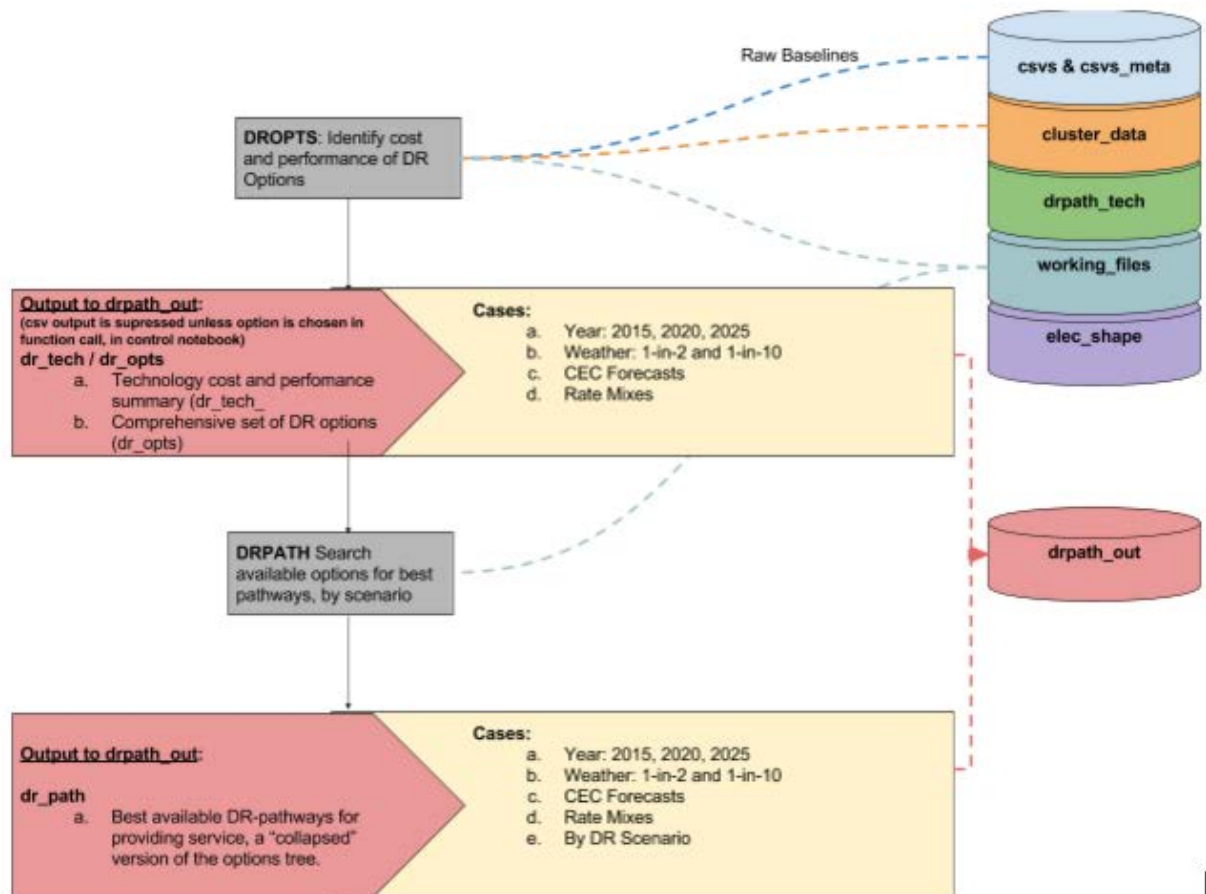 Raw Baselines
csvs & csvs_meta
cluster_data
drpath_tech
working_files
elec_shape
DROPTS: Identify cost
and performance of DR
Options
Output to drpath_out:
(csv output is supressed unless option is chosen in
function call, in control notebook)
dr_tech / dr_opts
a. Technology cost and perfomance
summary (dr_tech_
b. Comprehensive set of DR options
(dr_opts)
Cases:
a. Year: 2015, 2020, 2025
b. Weather: 1-in-2 and 1-in-10
c. CEC Forecasts
d. Rate Mixes
DRPATH Search
available options for best
pathways, by scenario
drpath_out
Output to drpath_out:
dr_path
a. Best available DR-pathways for
providing service, a “collapsed”
version of the options tree.
Cases:
a. Year: 2015, 2020, 2025
b. Weather: 1-in-2 and 1-in-10
c. CEC Forecasts
d. Rate Mixes
e. By DR Scenario